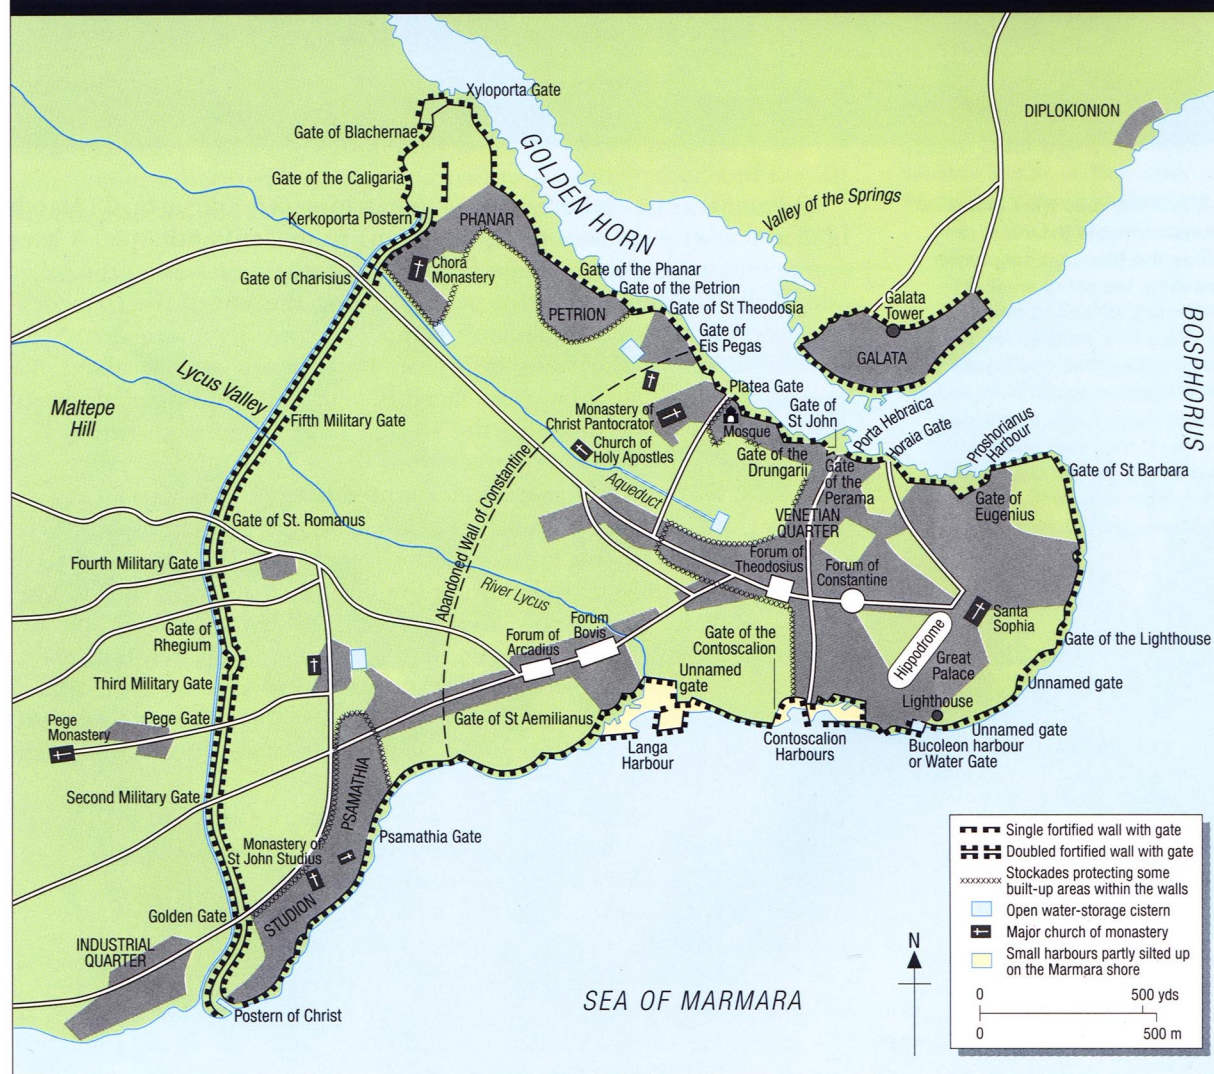 Xyloporta Gate
DIPLOKIONION
Gate of Blachernae
GOLDEN HORN
Gate of the Caligaria
Valley of the Springs
Kerkoporta Postern
PHANAR
Chora
Monastery
Gate of Charisius
Gate of the Phanar
Gate of the Petrion
Galata
Tower
Gate of St Theodosia
PETRION
Gate of
Eis Pegas
GALATA
BOSPHORUS
Lycus Valley
Platea Gate
Maltepe
Hill
Fifth Military Gate
Monastery of
Christ Pantocrator
Mosque
Gate of
St John
Porta Hebraica
Horaia Gate
Proshorianus
Harbour
Church of
Holy Apostles
Gate of the
Drungarii
Gate
of the
Perama
Gate of St Barbara
Abandoned Wall of Constantine
Aqueduct
Gate of
Eugenius
Gate of St. Romanus
VENETIAN
QUARTER
Fourth Military Gate
Forum of
Theodosius
Forum of
Constantine
River Lycus
Gate of
Rhegium
Forum of
Arcadius
Forum
Bovis
Gate of the
Contoscalion
Santa
Sophia
Hippodrome
Gate of the Lighthouse
Great
Palace
Third Military Gate
Unnamed
gate
Unnamed gate
Lighthouse
Pege
Monastery
Pege Gate
Gate of St Aemilianus
Unnamed gate
Langa
Harbour
Contoscalion
Harbours
Bucoleon harbour
or Water Gate
Second Military Gate
PSAMATHIA
Psamathia Gate
Monastery of
St John Studius
Golden Gate
STUDION
INDUSTRIAL
QUARTER
Postern of Christ
SEA OF MARMARA
N
Single fortified wall with gate
Doubled fortified wall with gate
Stockades protecting some
built-up areas within the walls
Open water-storage cistern
Major church of monastery
Small harbours partly silted up
on the Marmara shore
0 500 yds
0 500 m